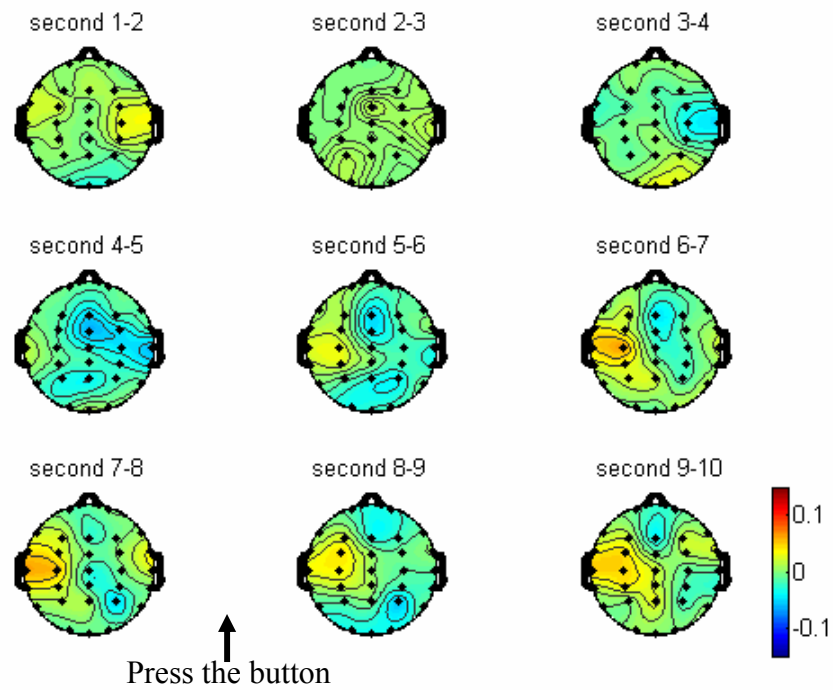 second 1-2
second 2-3
second 3-4
second 4-5
second 5-6
second 6-7
second 7-8
second 8-9
second 9-10
0.1
0
-0.1
Press the button